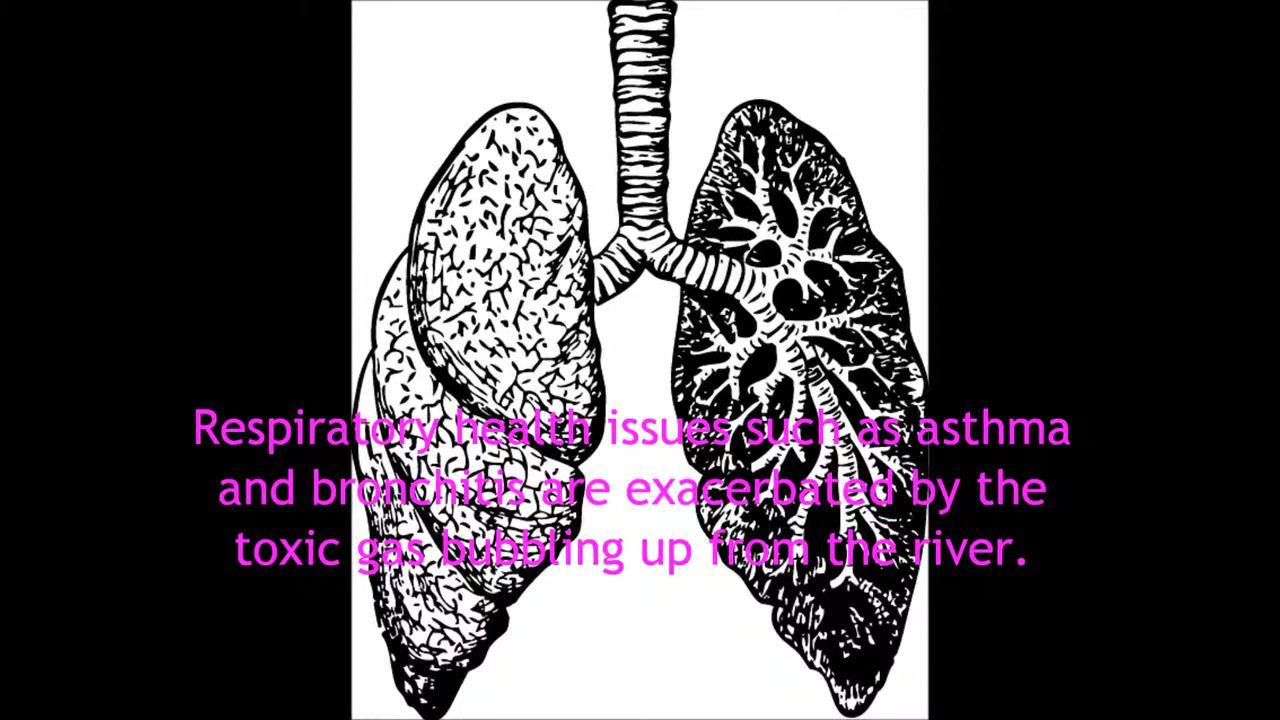 Respiratory health issues such as asthma
and bronchitis are exacerbated by the
toxic gas bubbling up from the river.